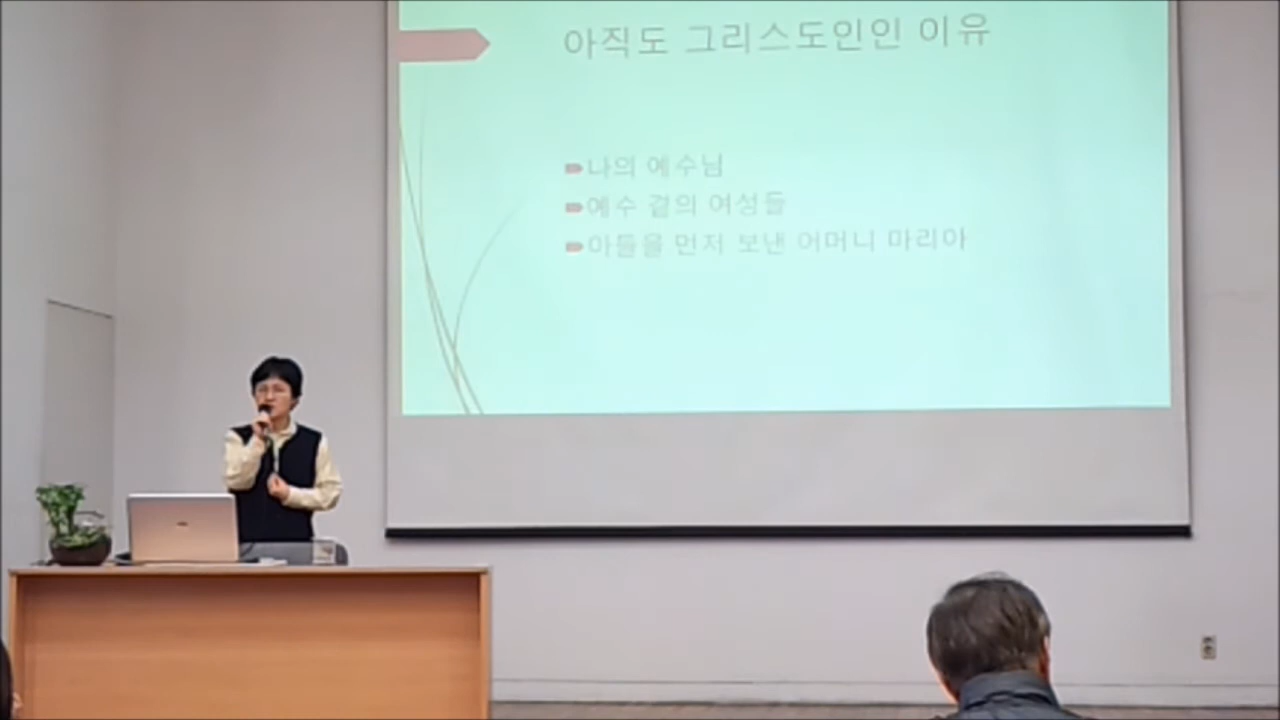 아직도 그리스도인인 이유
나의 예수님
예수 곁의 여성들
아들을 먼저 보낸 어머니 마리아